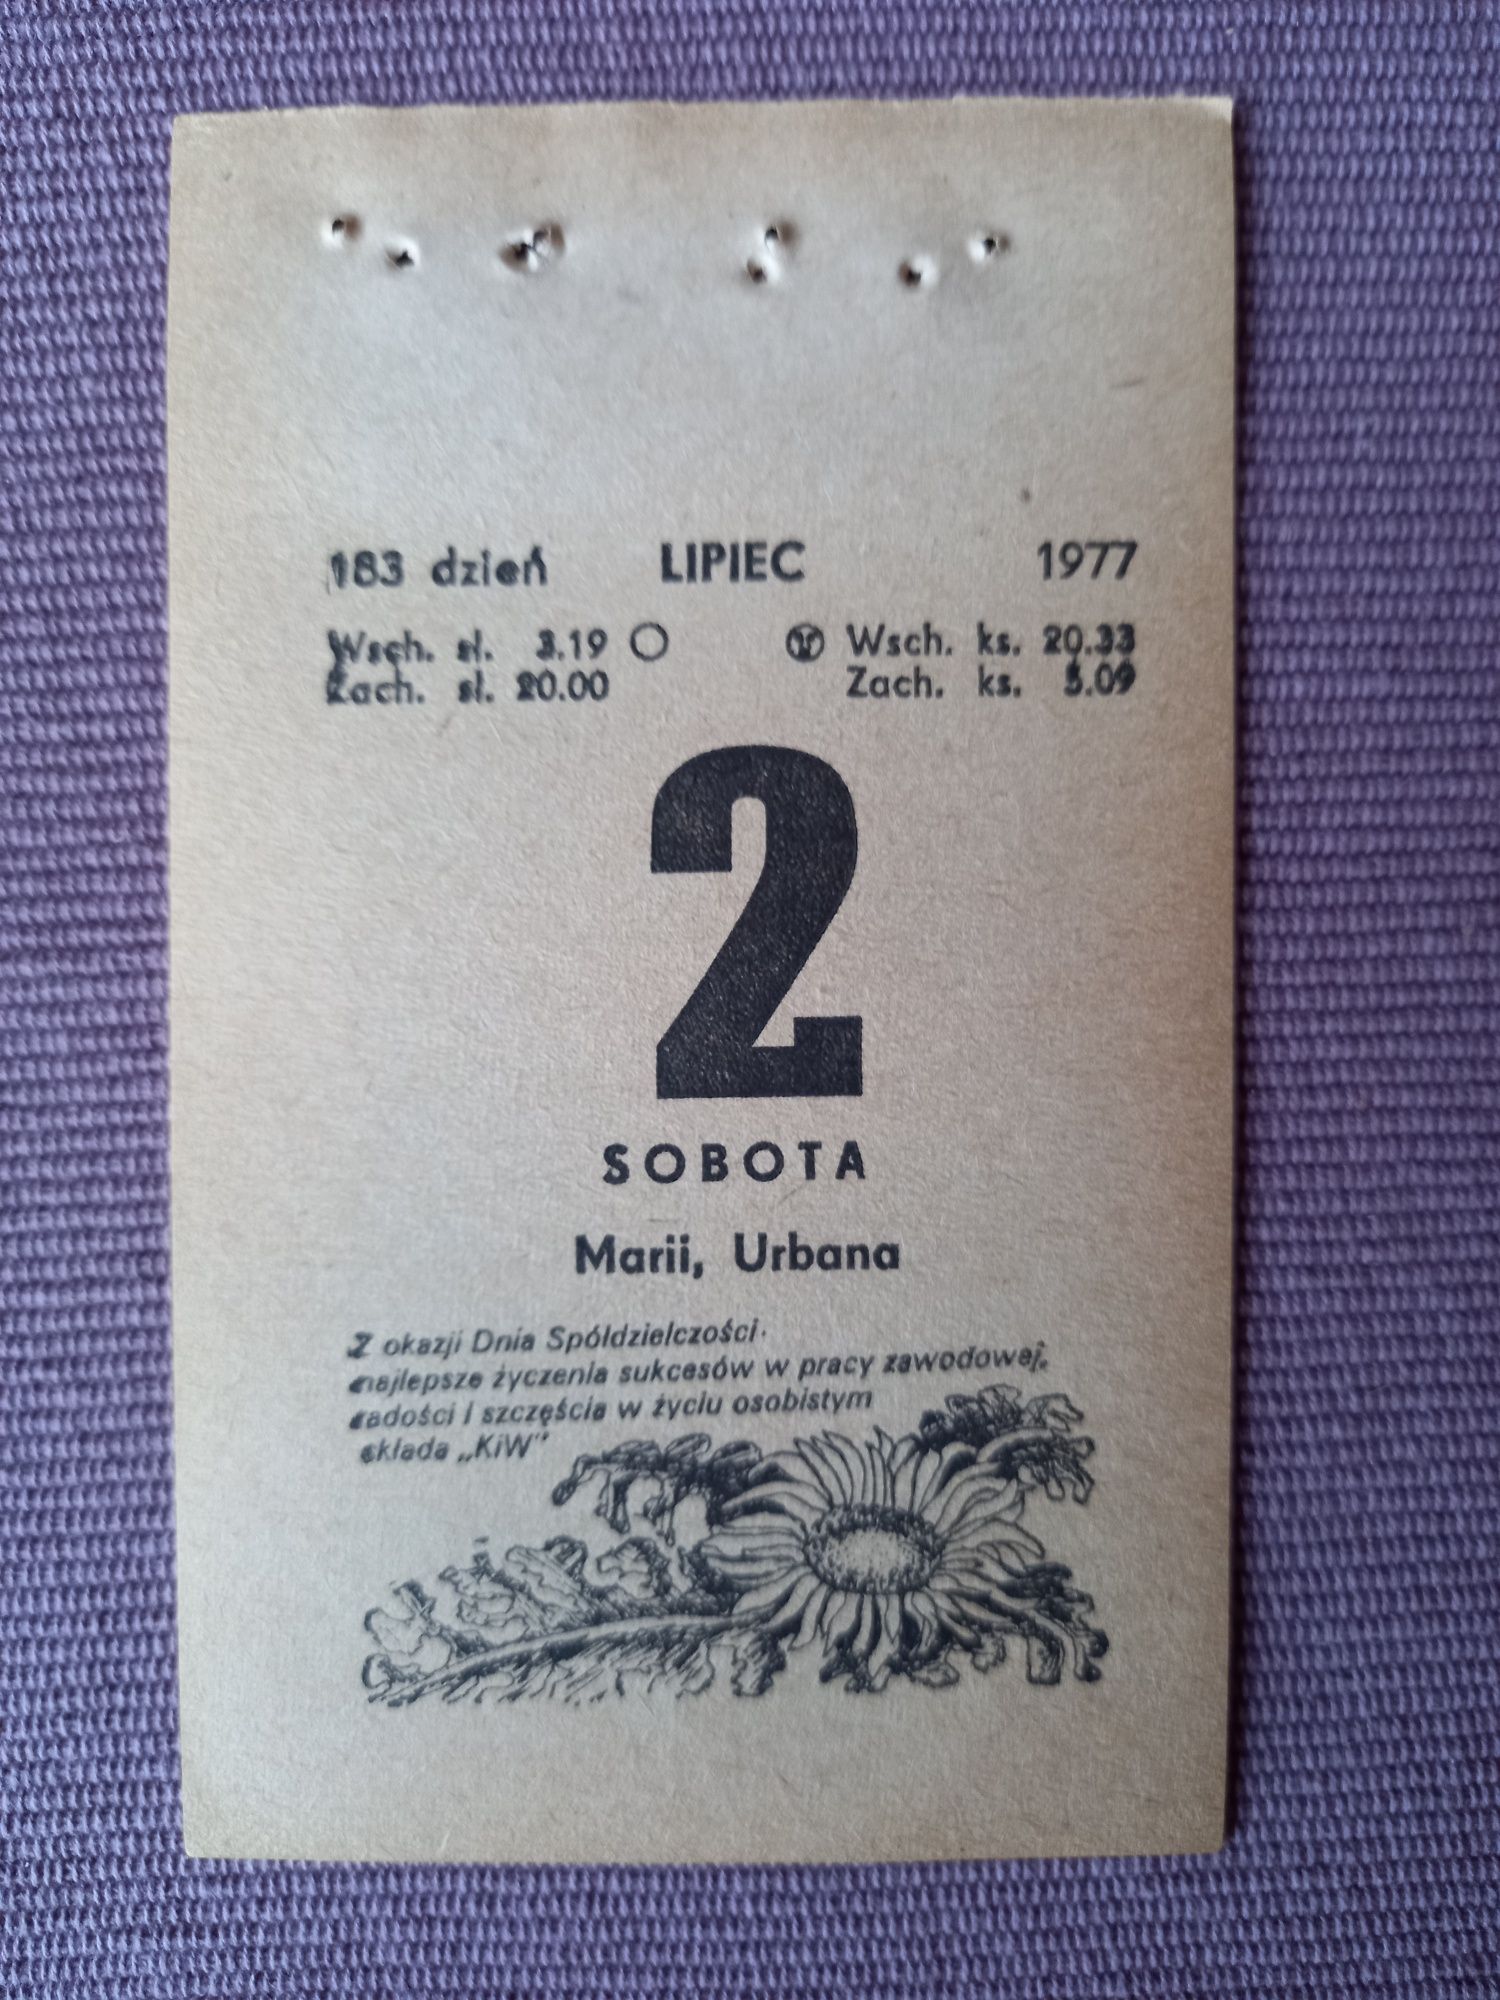 183 dzień LIPIEC 1977
Wsch. sł. 3.19 Wsch. ks. 20.33
Zach. sł. 20.00 Zach. ks. 5.09
2
SOBOTA
Marii, Urbana
Z okazji Dnia Spółdzielczości
najlepsze życzenia sukcesów w pracy zawodowej,
radości i szczęścia w życiu osobistym
składa „KiW"